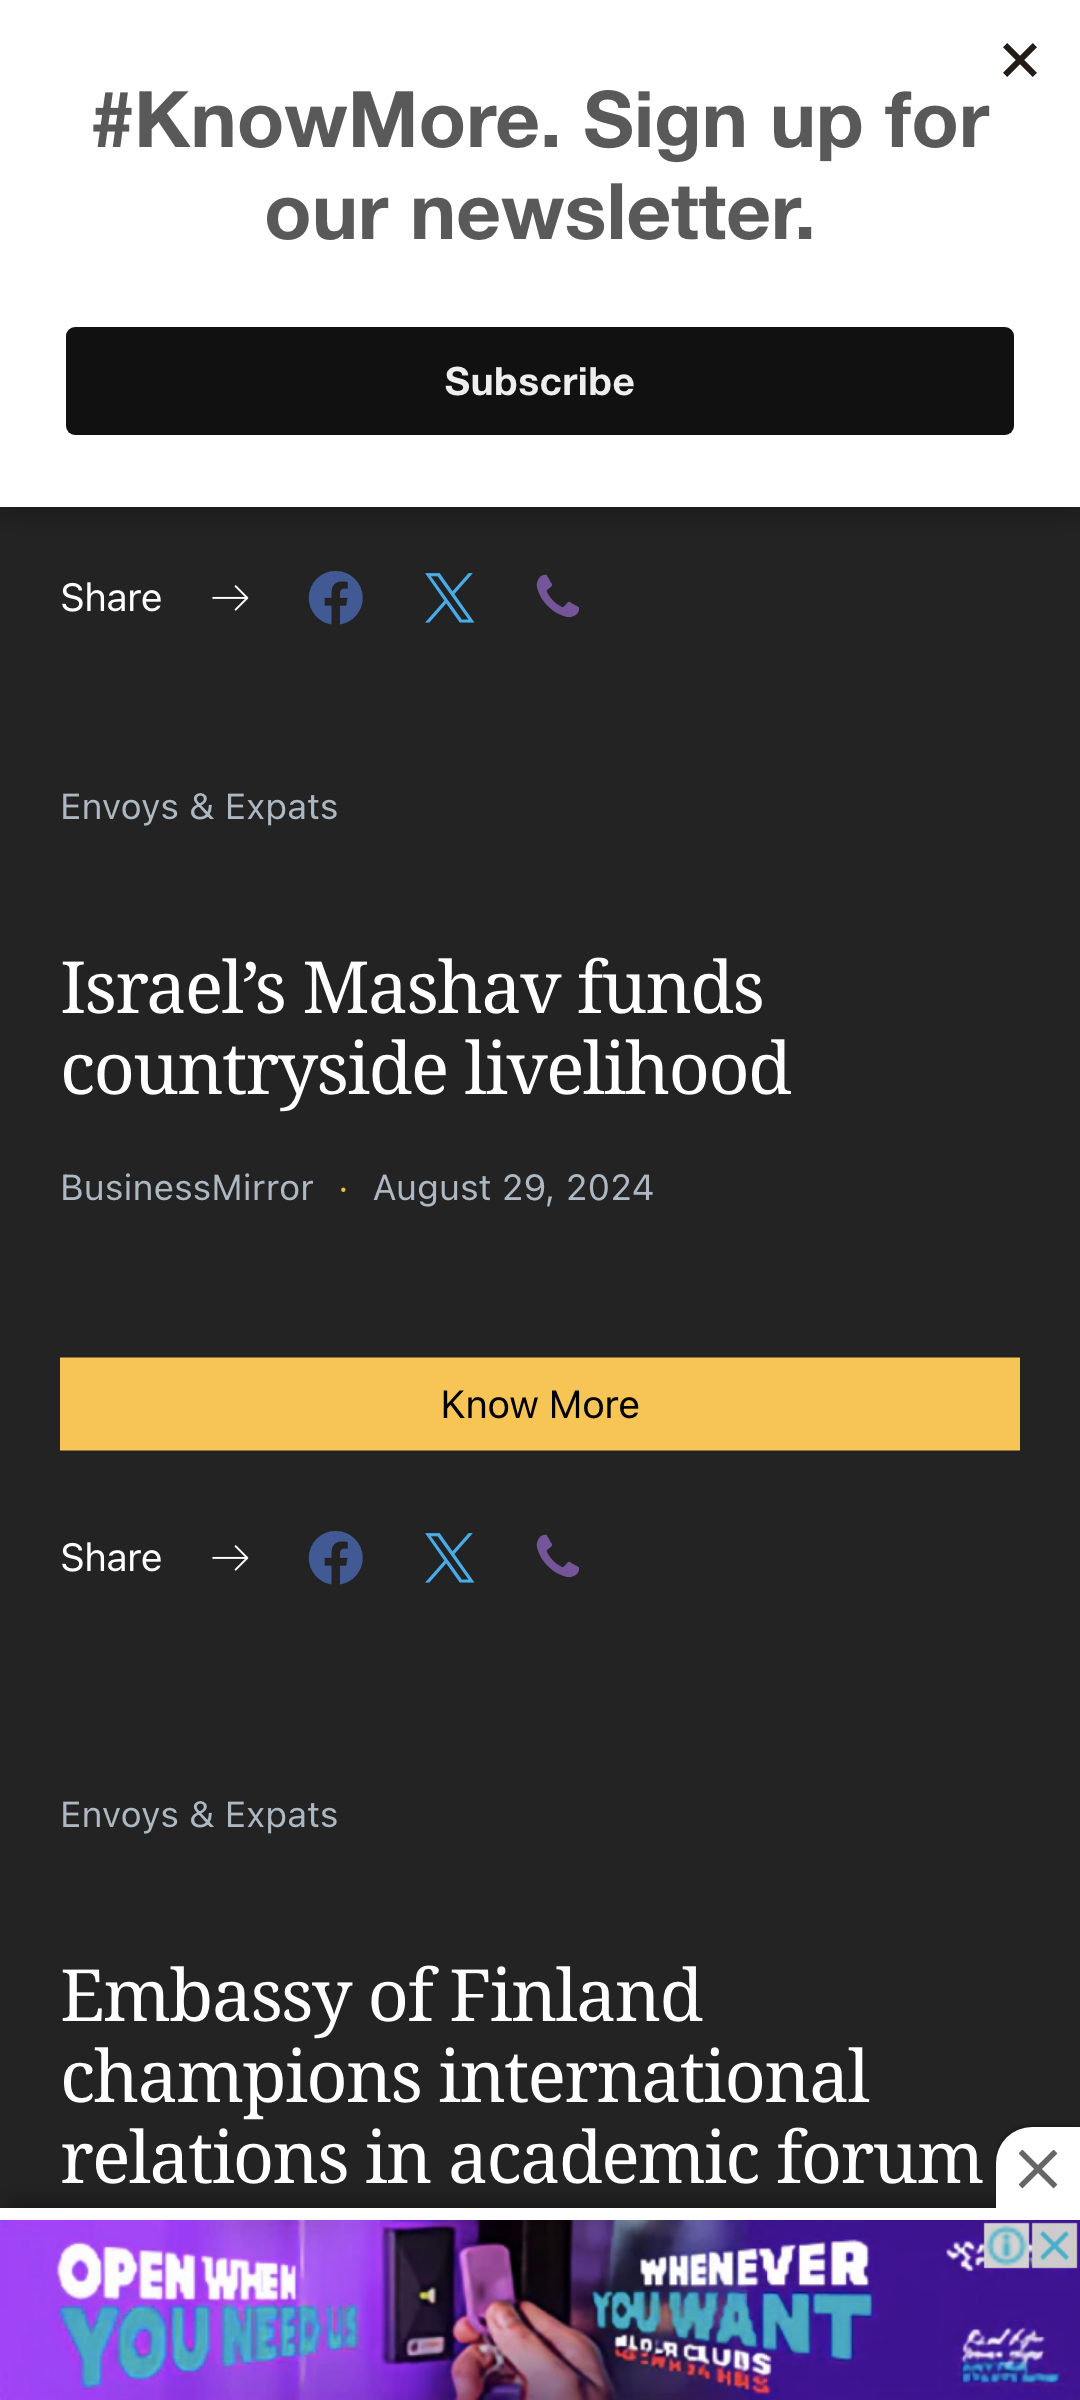 #KnowMore. Sign up for
our newsletter.
Subscribe
Share
Envoys & Expats
Israel’s Mashav funds
countryside livelihood
BusinessMirror · August 29, 2024
Know More
Share
Envoys & Expats
Embassy of Finland
champions international
relations in academic forum
OPEN WHEN
YOU NEED US
WHENEVER
YOU WANT
CLUBS